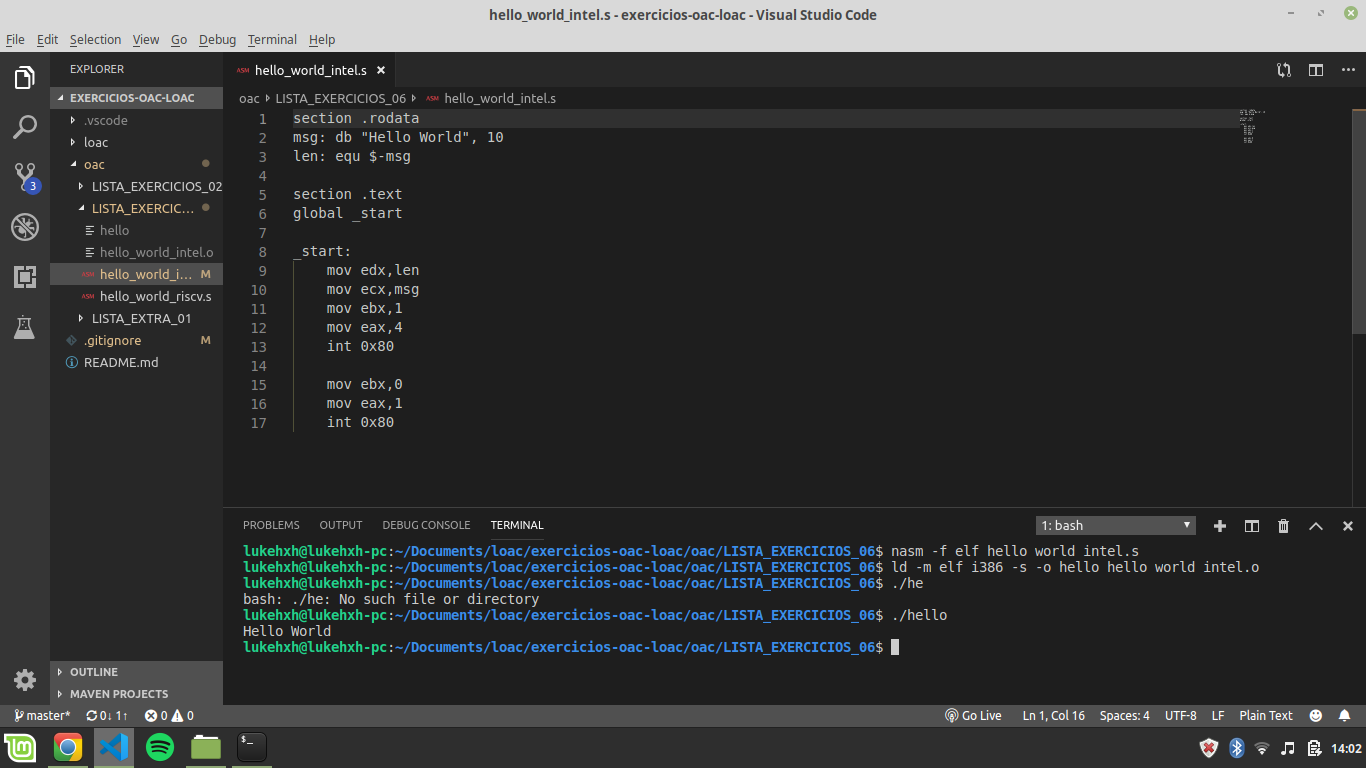 hello_world_intel.s - exercicios-oac-loac - Visual Studio Code
File Edit Selection View Go Debug Terminal Help
EXPLORER
EXERCICIOS-OAC-LOAC
.vscode
loac
oac
LISTA_EXERCICIOS_02
LISTA_EXERCIC...
hello
hello_world_intel.o
hello_world_i... M
hello_world_riscv.s
LISTA_EXTRA_01
.gitignore M
README.md
OUTLINE
MAVEN PROJECTS
3
ASM hello_world_intel.s
oac LISTA_EXERCICIOS_06 ASM hello_world_intel.s
1 section .rodata
2 msg: db "Hello World", 10
3 len: equ $-msg
4
5 section .text
6 global _start
7
8 _start:
9 mov edx,len
10 mov ecx,msg
11 mov ebx,1
12 mov eax,4
13 int 0x80
14
15 mov ebx,0
16 mov eax,1
17 int 0x80
PROBLEMS OUTPUT DEBUG CONSOLE TERMINAL 1: bash
lukehxh@lukehxh-pc:~/Documents/loac/exercicios-oac-loac/oac/LISTA_EXERCICIOS_06$ nasm -f elf hello world intel.s
lukehxh@lukehxh-pc:~/Documents/loac/exercicios-oac-loac/oac/LISTA_EXERCICIOS_06$ ld -m elf i386 -s -o hello hello world intel.o
lukehxh@lukehxh-pc:~/Documents/loac/exercicios-oac-loac/oac/LISTA_EXERCICIOS_06$ ./he
bash: ./he: No such file or directory
lukehxh@lukehxh-pc:~/Documents/loac/exercicios-oac-loac/oac/LISTA_EXERCICIOS_06$ ./hello
Hello World
lukehxh@lukehxh-pc:~/Documents/loac/exercicios-oac-loac/oac/LISTA_EXERCICIOS_06$
master* 0↓ 1↑ 0 0 Go Live Ln 1, Col 16 Spaces: 4 UTF-8 LF Plain Text
$_ 14:02